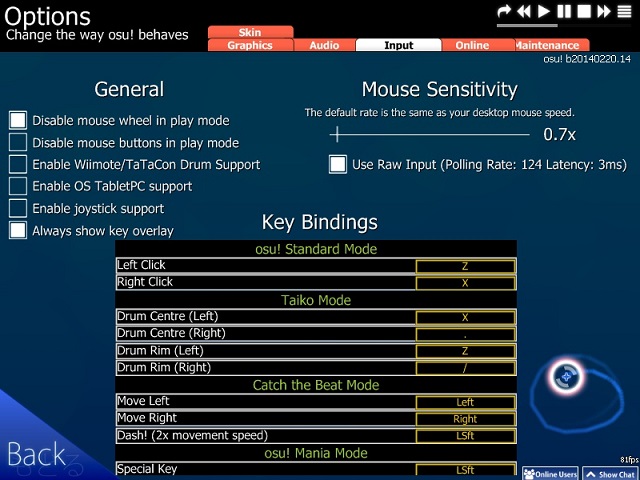 Options
Change the way osu! behaves
Skin
Graphics
Audio
Input
Online
Maintenance
osu! b20140220.14
General
Disable mouse wheel in play mode
Disable mouse buttons in play mode
Enable Wiimote/TaTaCon Drum Support
Enable OS TabletPC support
Enable joystick support
Always show key overlay
Mouse Sensitivity
The default rate is the same as your desktop mouse speed.
0.7x
Use Raw Input (Polling Rate: 124 Latency: 3ms)
Key Bindings
osu! Standard Mode
Left Click Z
Right Click X
Taiko Mode
Drum Centre (Left) X
Drum Centre (Right) .
Drum Rim (Left) Z
Drum Rim (Right) /
Catch the Beat Mode
Move Left Left
Move Right Right
Dash! (2x movement speed) LSft
osu! Mania Mode
Special Key LSft
Back
81fps
Online Users
Show Chat